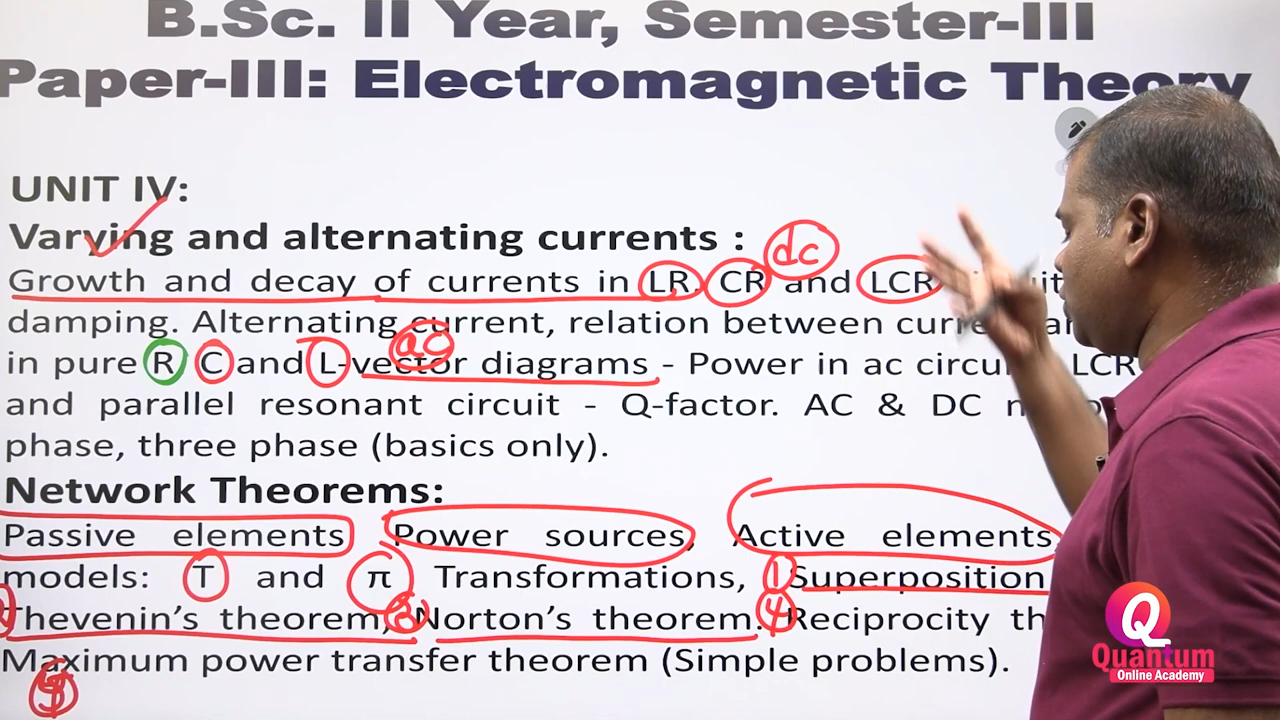 B.Sc. II Year, Semester-III
Paper-III: Electromagnetic Theory
UNIT IV:
Varying and alternating currents :
dc
Growth and decay of currents in LR, CR and LCR
damping. Alternating current, relation between
ac
in pure R C and L-vector diagrams - Power in ac LCR
and parallel resonant circuit - Q-factor. AC & DC
phase, three phase (basics only).
Network Theorems:
Passive elements, Power sources, Active elements,
models: T and π Transformations, 1 Superposition
Thevenin's theorem, 3 Norton's theorem. 4 Reciprocity
Maximum power transfer theorem (Simple problems).
5
Q
Quantum
Online Academy